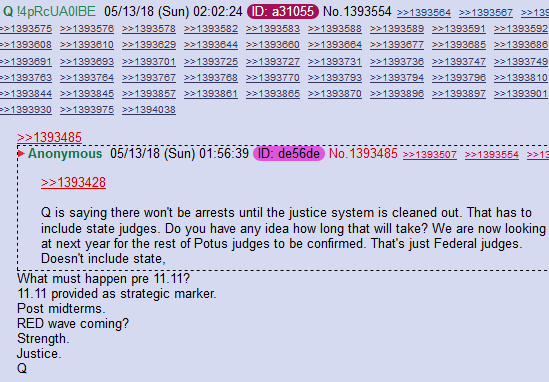 Q !4pRcUA0lBE 05/13/18 (Sun) 02:02:24 ID: a31055 No.1393554 >>1393564 >>1393567 >>139
>>1393575 >>1393576 >>1393578 >>1393582 >>1393583 >>1393588 >>1393591 >>1393592
>>1393608 >>1393610 >>1393629 >>1393644 >>1393660 >>1393664 >>1393677 >>1393685 >>1393686
>>1393691 >>1393693 >>1393701 >>1393725 >>1393727 >>1393731 >>1393736 >>1393747 >>1393749
>>1393763 >>1393764 >>1393767 >>1393768 >>1393770 >>1393793 >>1393794 >>1393796 >>1393810
>>1393844 >>1393845 >>1393857 >>1393861 >>1393865 >>1393870 >>1393896 >>1393897 >>1393901
>>1393930 >>1393975 >>1394038
>>1393485
Anonymous 05/13/18 (Sun) 01:56:39 ID: de56de No.1393485 >>1393507 >>1393554 >>13
>>1393428
Q is saying there won't be arrests until the justice system is cleaned out. That has to
include state judges. Do you have any idea how long that will take? We are now looking
at next year for the rest of Potus judges to be confirmed. That's just Federal judges.
Doesn't include state,
What must happen pre 11.11?
11.11 provided as strategic marker.
Post midterms.
RED wave coming?
Strength.
Justice.
Q